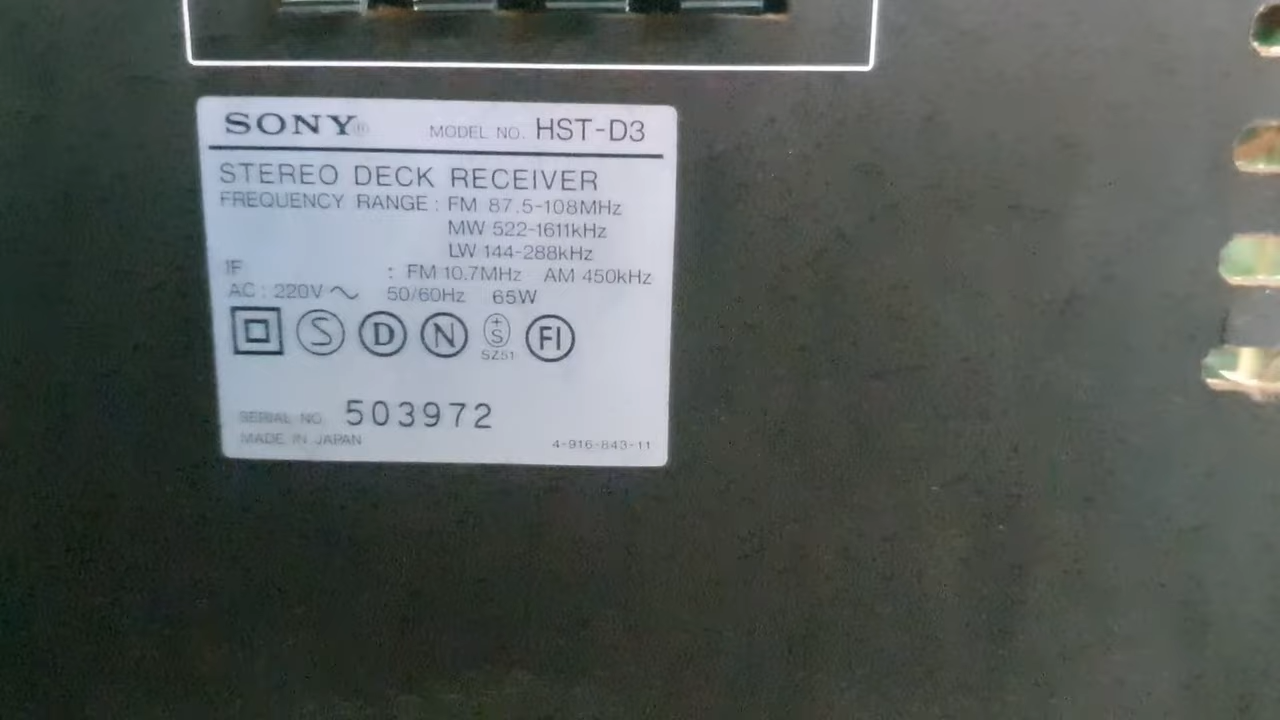 SONY® MODEL NO. HST-D3
STEREO DECK RECEIVER
FREQUENCY RANGE : FM 87.5-108MHz
MW 522-1611kHz
LW 144-288kHz
IF : FM 10.7MHz AM 450kHz
AC : 220V ~ 50/60Hz 65W
S D N +S FI
SZ51
SERIAL NO. 503972
MADE IN JAPAN 4-916-843-11